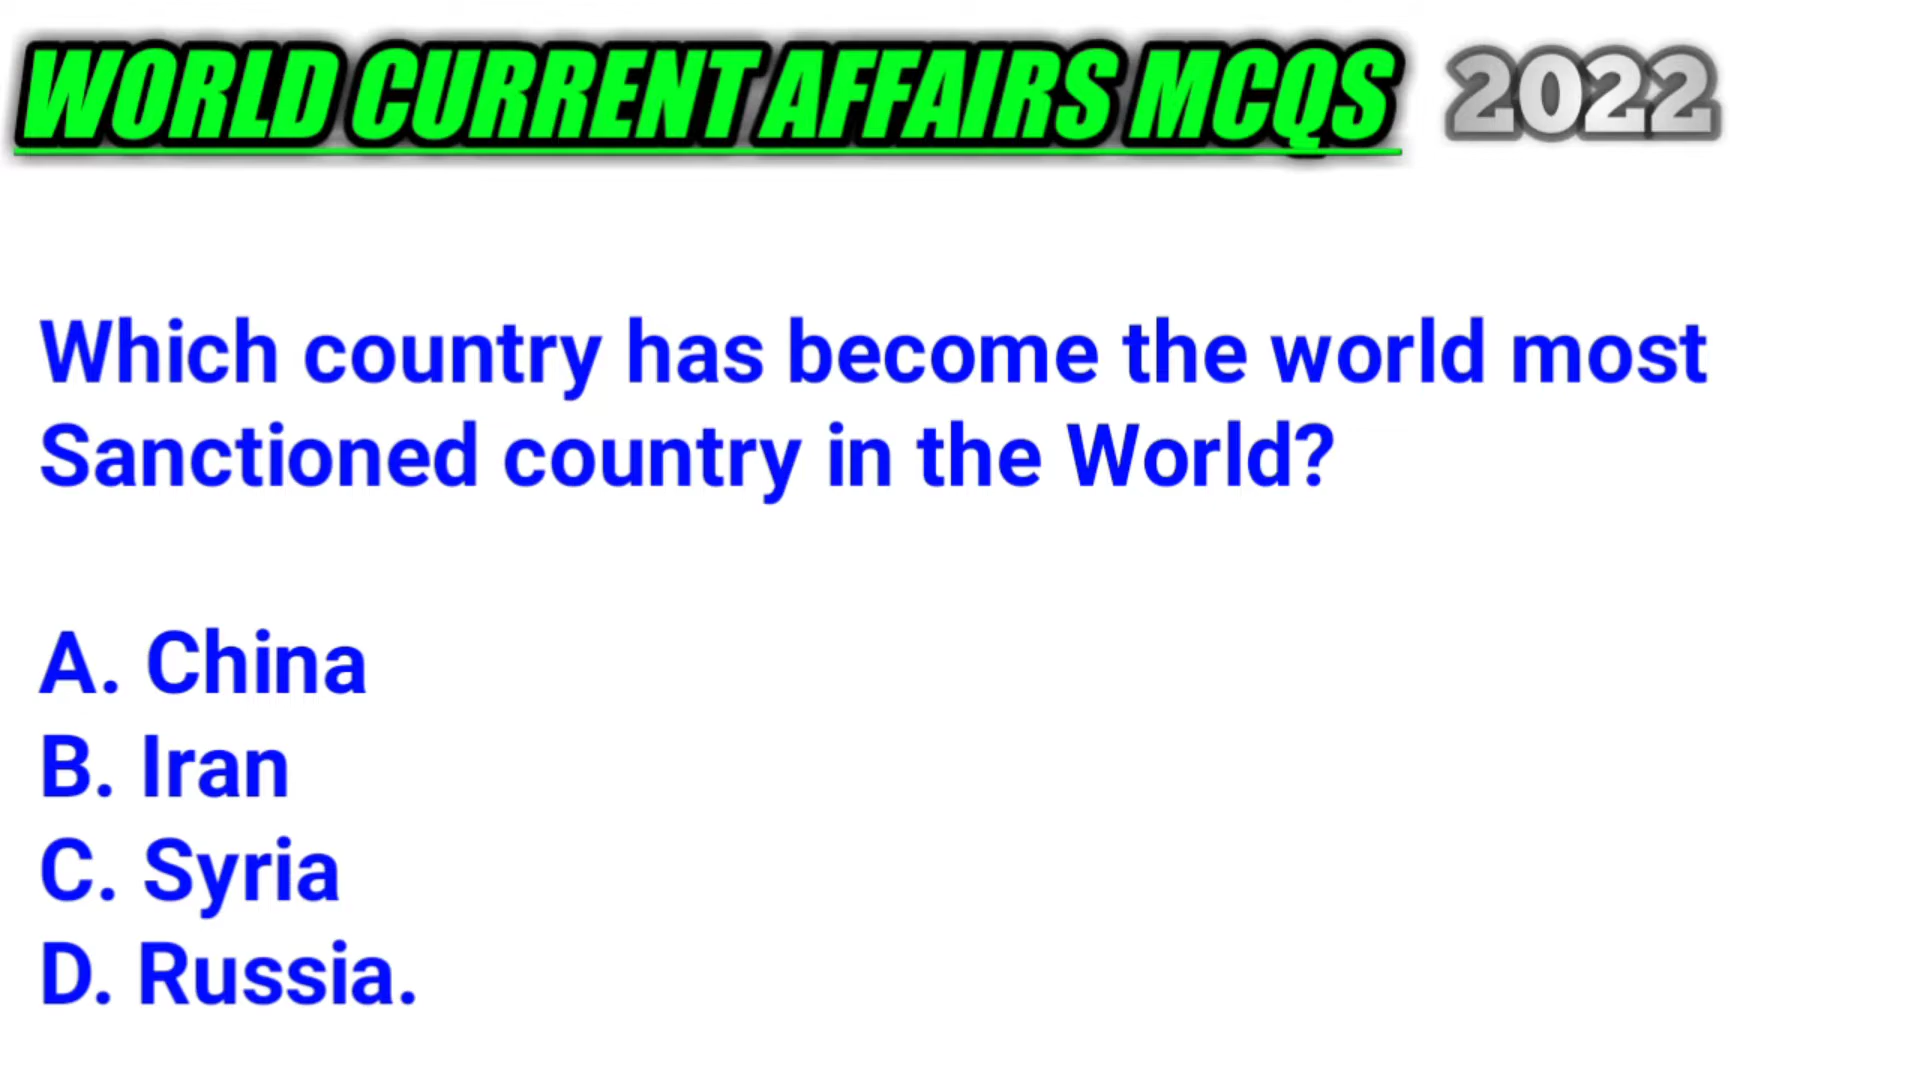 WORLD CURRENT AFFAIRS MCQS 2022
Which country has become the world most
Sanctioned country in the World?
A. China
B. Iran
C. Syria
D. Russia.